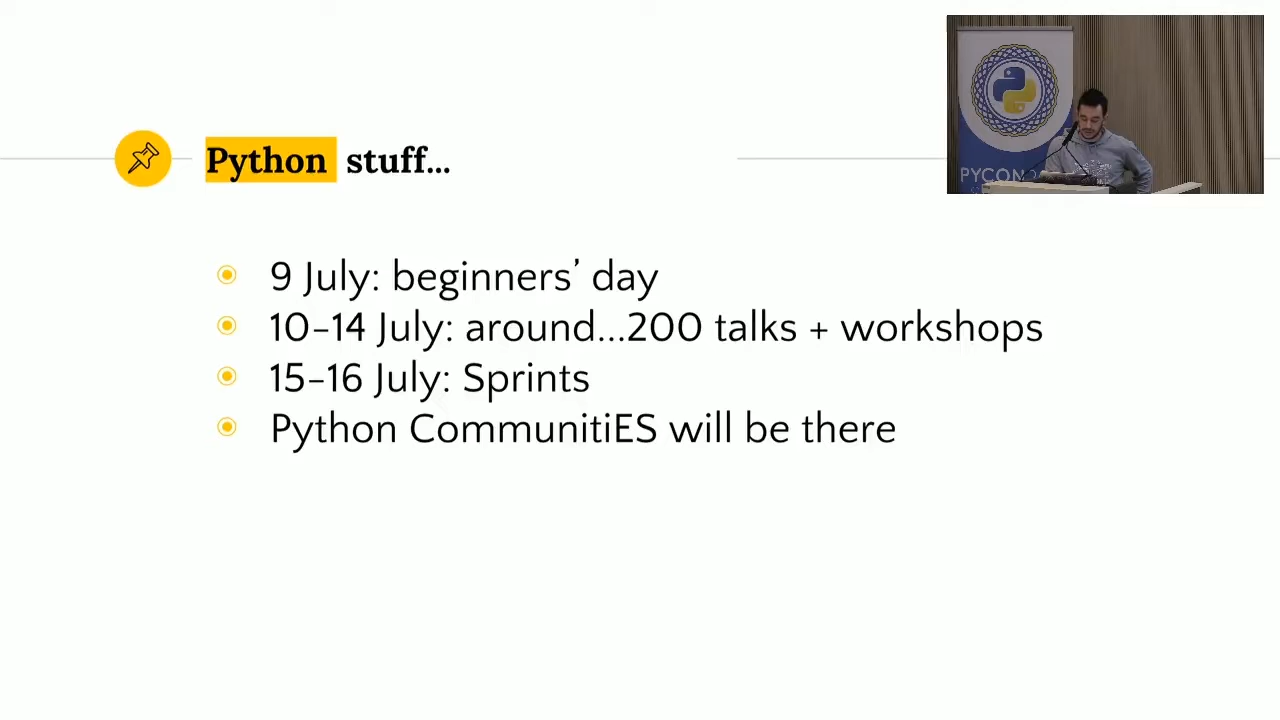 Python stuff...
9 July: beginners’ day
10-14 July: around...200 talks + workshops
15-16 July: Sprints
Python CommunitiES will be there
PYCON